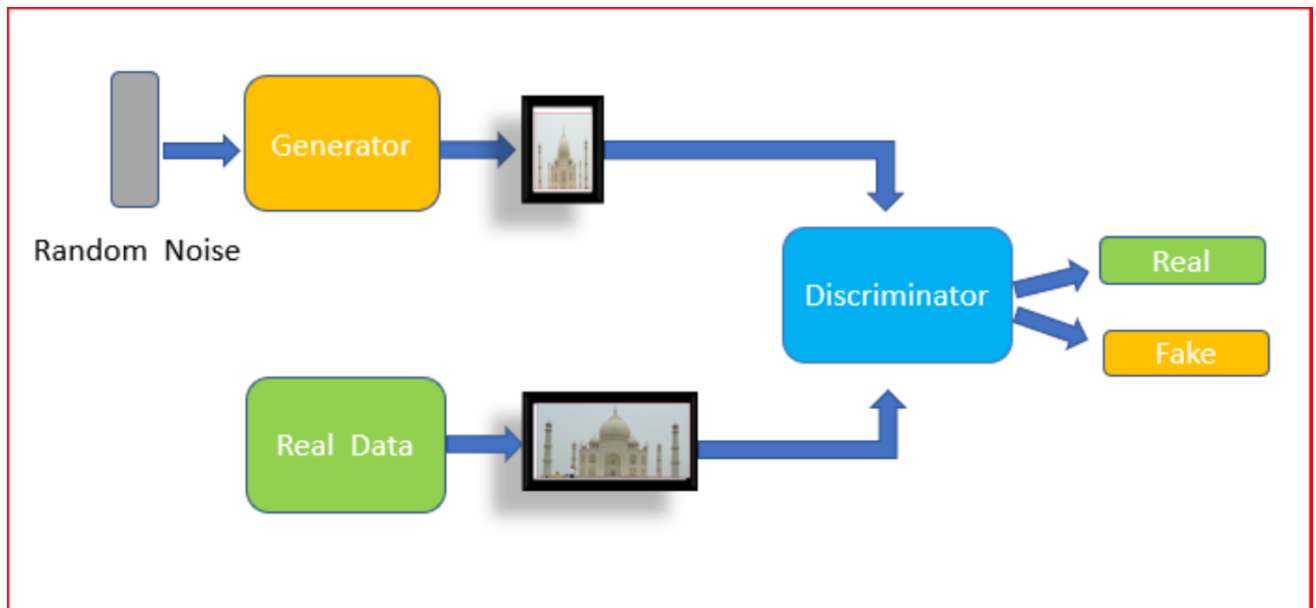 Generator
Random Noise
Discriminator
Real
Fake
Real Data